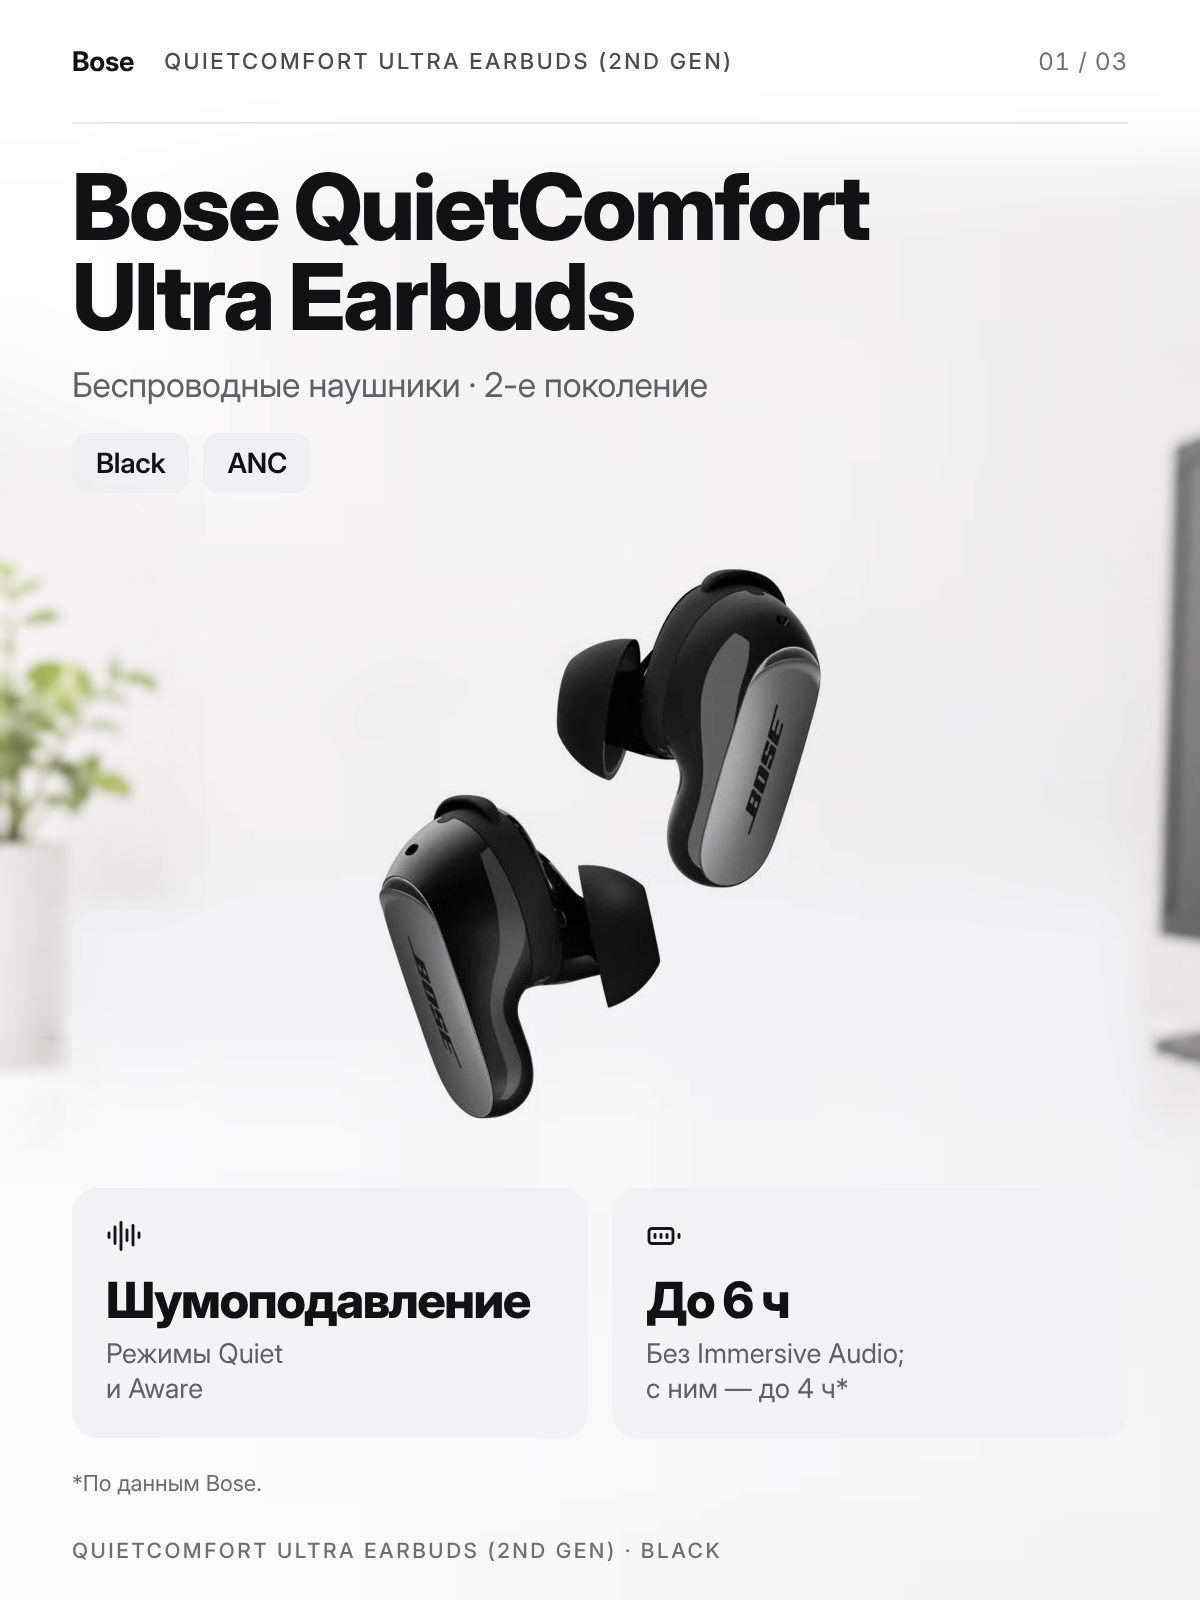 Bose QUIETCOMFORT ULTRA EARBUDS (2ND GEN) 01 / 03
Bose QuietComfort
Ultra Earbuds
Беспроводные наушники · 2-е поколение
Black ANC
BOSE
BOSE
Шумоподавление
Режимы Quiet
и Aware
До 6 ч
Без Immersive Audio;
с ним — до 4 ч*
*По данным Bose.
QUIETCOMFORT ULTRA EARBUDS (2ND GEN) · BLACK